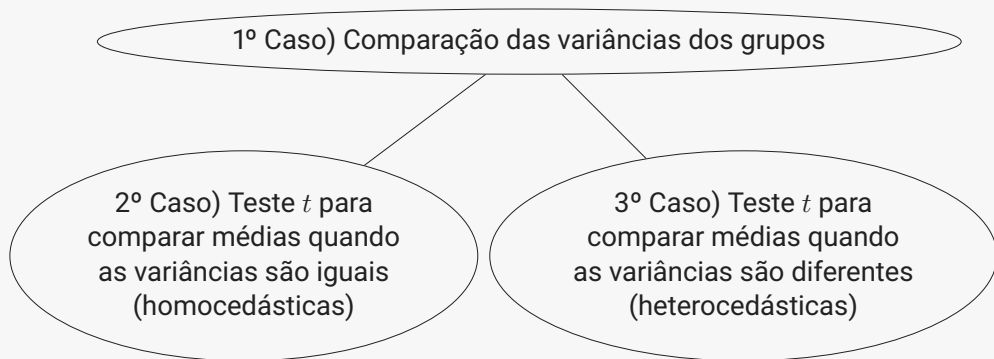 1º Caso) Comparação das variâncias dos grupos
2º Caso) Teste t para
comparar médias quando
as variâncias são iguais
(homocedásticas)
3º Caso) Teste t para
comparar médias quando
as variâncias são diferentes
(heterocedásticas)